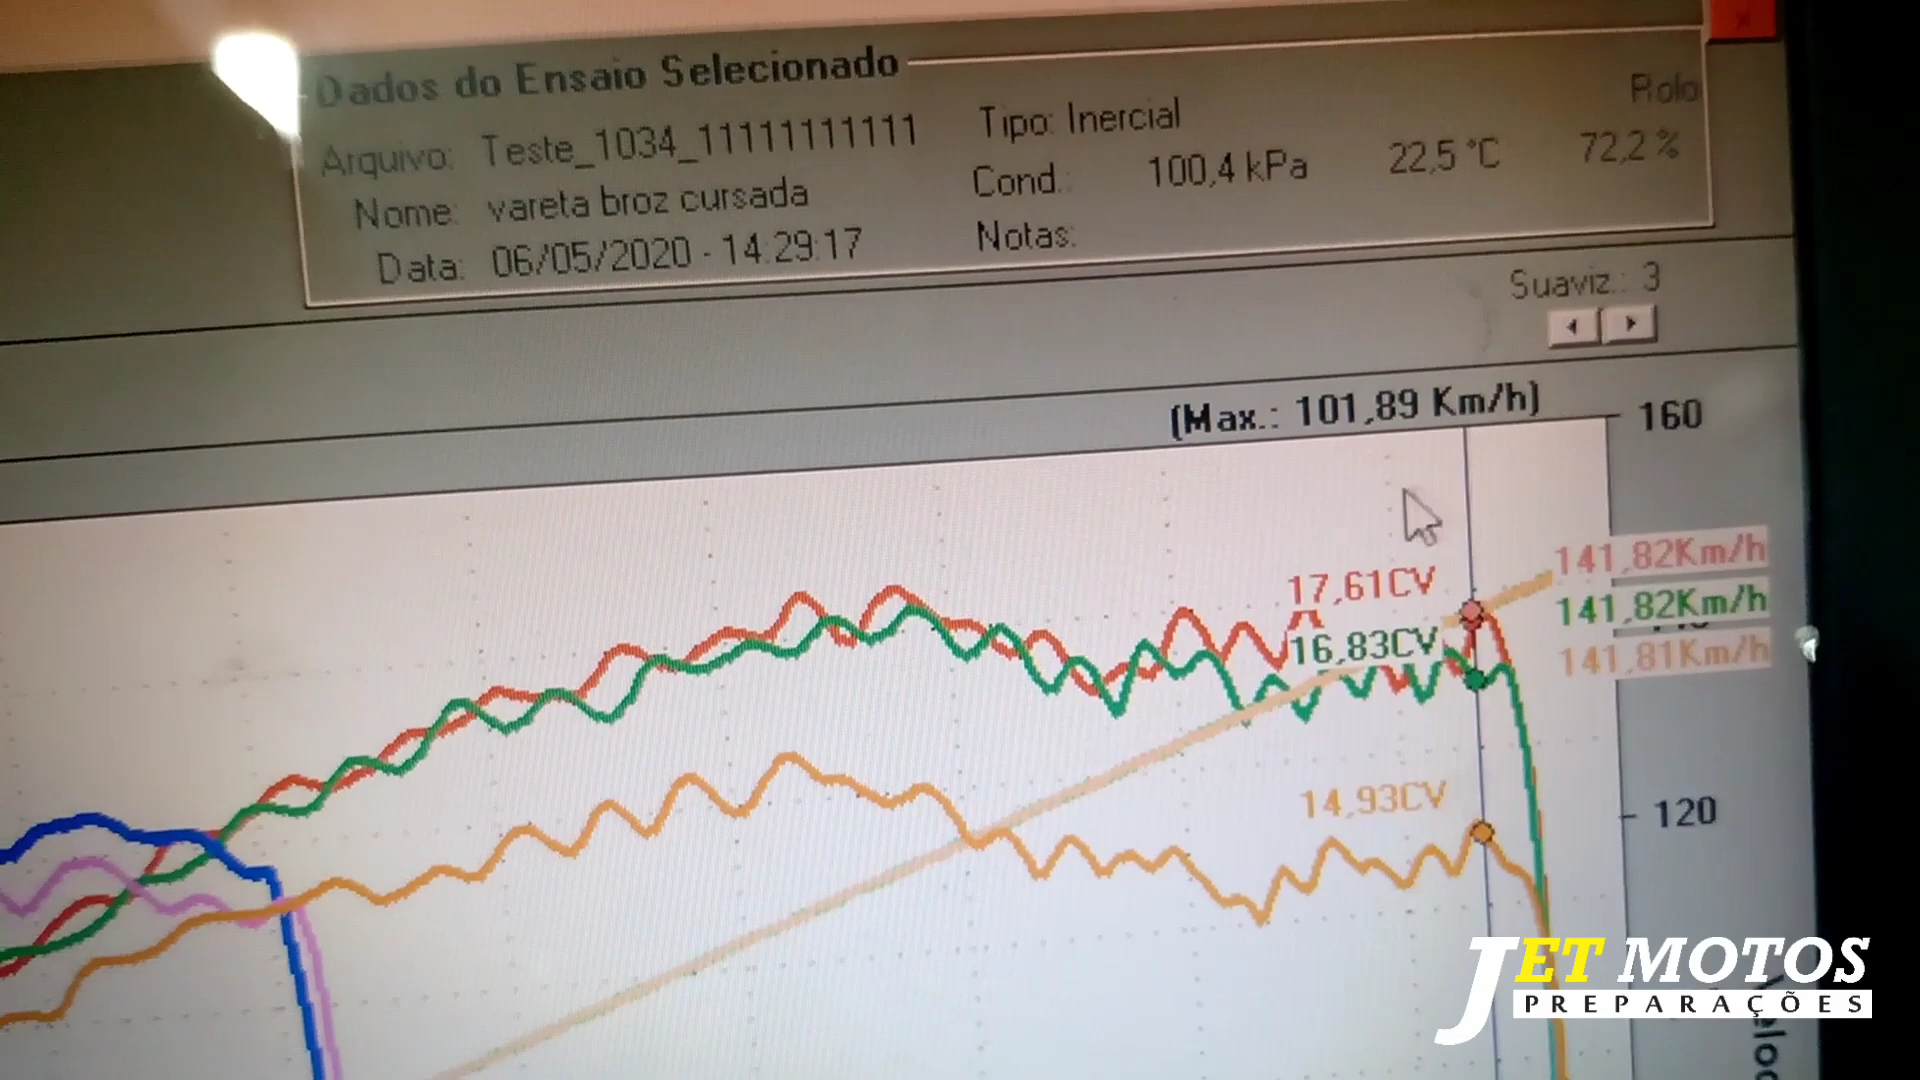 Dados do Ensaio Selecionado
Arquivo: Teste_1034_11111111111
Tipo: Inercial
Rolo
Nome: vareta broz cursada
Cond.: 100,4 kPa 22,5 °C 72,2 %
Data: 06/05/2020 - 14:29:17
Notas:
Suaviz.: 3
(Max.: 101,89 Km/h)
160
17,61CV
141,82Km/h
16,83CV
141,82Km/h
141,81Km/h
14,93CV
120
JET MOTOS
PREPARAÇÕES